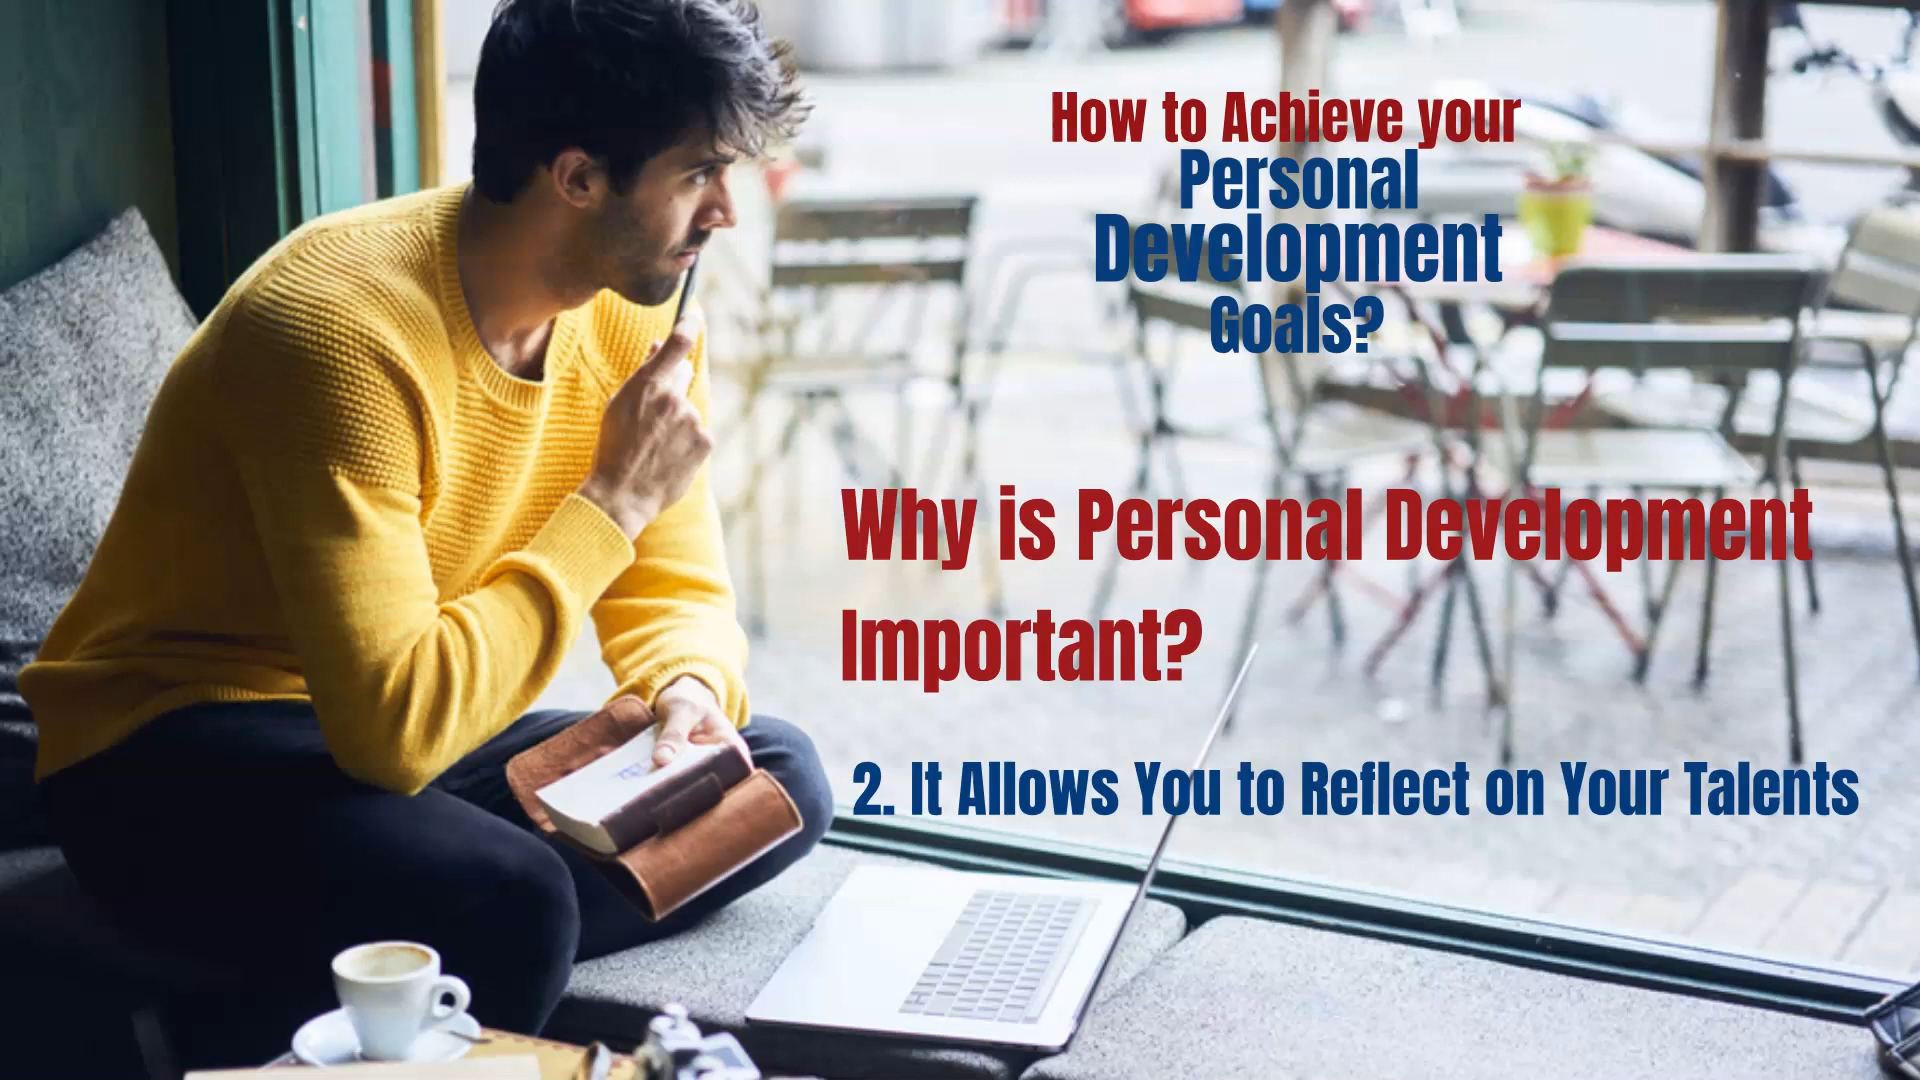 How to Achieve your
Personal
Development
Goals?
Why is Personal Development
Important?
2. It Allows You to Reflect on Your Talents